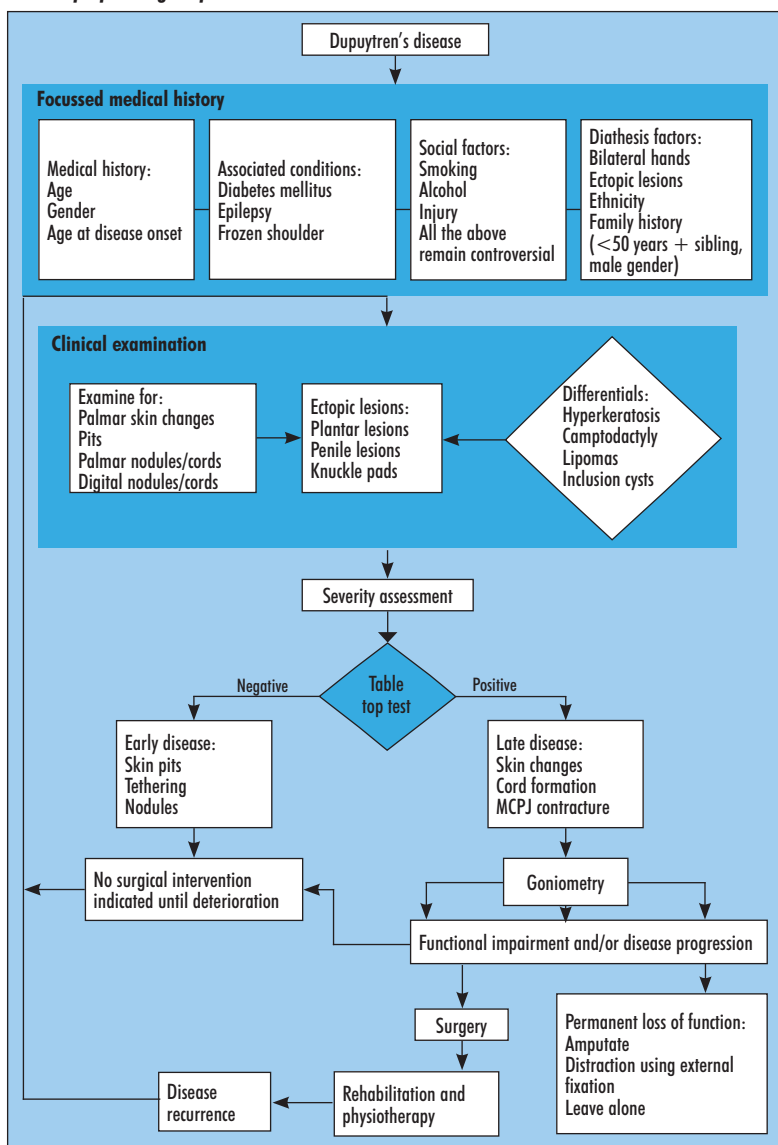 Dupuytren's disease
Focussed medical history
Medical history:
Age
Gender
Age at disease onset
Associated conditions:
Diabetes mellitus
Epilepsy
Frozen shoulder
Social factors:
Smoking
Alcohol
Injury
All the above
remain controversial
Diathesis factors:
Bilateral hands
Ectopic lesions
Ethnicity
Family history
(<50 years + sibling,
male gender)
Clinical examination
Examine for:
Palmar skin changes
Pits
Palmar nodules/cords
Digital nodules/cords
Ectopic lesions:
Plantar lesions
Penile lesions
Knuckle pads
Differentials:
Hyperkeratosis
Camptodactyly
Lipomas
Inclusion cysts
Severity assessment
Table
top test
Negative
Positive
Early disease:
Skin pits
Tethering
Nodules
Late disease:
Skin changes
Cord formation
MCPJ contracture
No surgical intervention
indicated until deterioration
Goniometry
Functional impairment and/or disease progression
Surgery
Permanent loss of function:
Amputate
Distraction using external
fixation
Leave alone
Rehabilitation and
physiotherapy
Disease
recurrence